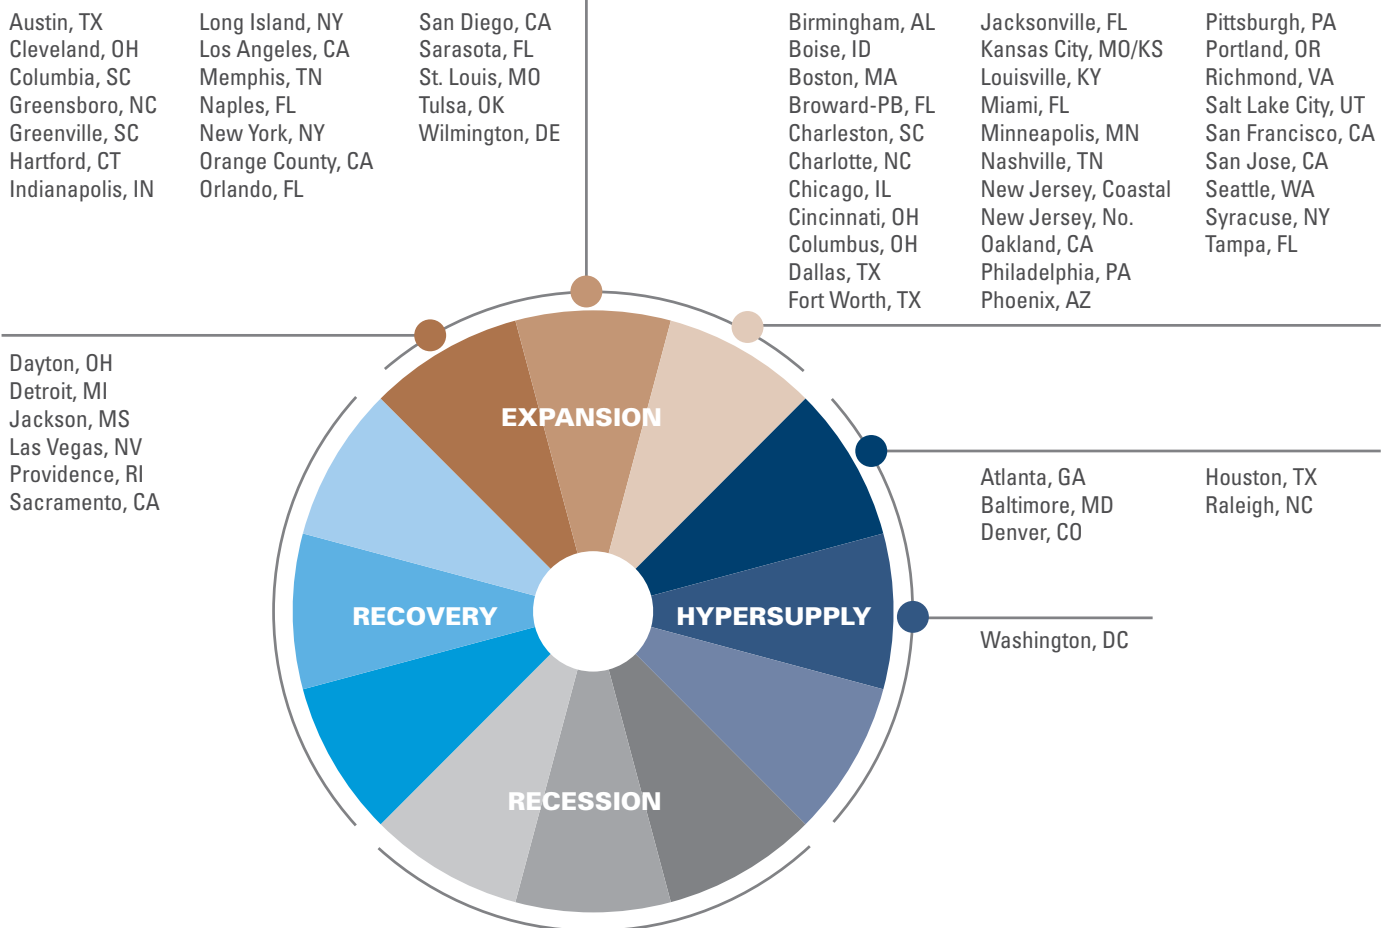 Austin, TX
Cleveland, OH
Columbia, SC
Greensboro, NC
Greenville, SC
Hartford, CT
Indianapolis, IN
Long Island, NY
Los Angeles, CA
Memphis, TN
Naples, FL
New York, NY
Orange County, CA
Orlando, FL
San Diego, CA
Sarasota, FL
St. Louis, MO
Tulsa, OK
Wilmington, DE
Birmingham, AL
Boise, ID
Boston, MA
Broward-PB, FL
Charleston, SC
Charlotte, NC
Chicago, IL
Cincinnati, OH
Columbus, OH
Dallas, TX
Fort Worth, TX
Jacksonville, FL
Kansas City, MO/KS
Louisville, KY
Miami, FL
Minneapolis, MN
Nashville, TN
New Jersey, Coastal
New Jersey, No.
Oakland, CA
Philadelphia, PA
Phoenix, AZ
Pittsburgh, PA
Portland, OR
Richmond, VA
Salt Lake City, UT
San Francisco, CA
San Jose, CA
Seattle, WA
Syracuse, NY
Tampa, FL
Dayton, OH
Detroit, MI
Jackson, MS
Las Vegas, NV
Providence, RI
Sacramento, CA
EXPANSION
Atlanta, GA
Baltimore, MD
Denver, CO
Houston, TX
Raleigh, NC
RECOVERY
HYPERSUPPLY
Washington, DC
RECESSION